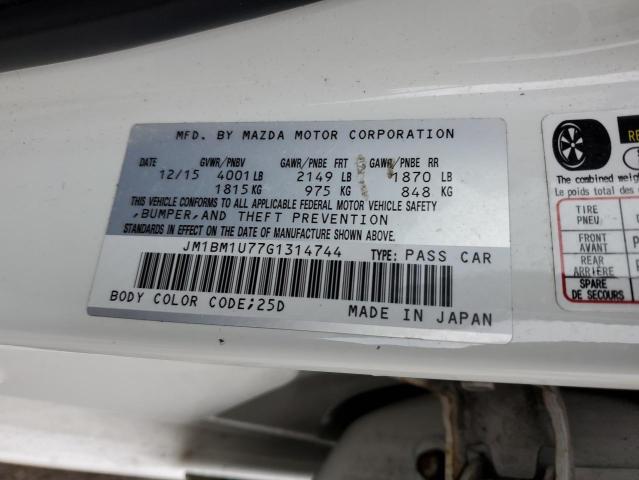 MFD. BY MAZDA MOTOR CORPORATION
DATE GVWR/PNBV GAWR/PNBE FRT GAWR/PNBE RR
12/15 4001 LB 2149 LB 1870 LB
1815 KG 975 KG 848 KG
THIS VEHICLE CONFORMS TO ALL APPLICABLE FEDERAL MOTOR VEHICLE SAFETY
,BUMPER,AND THEFT PREVENTION
STANDARDS IN EFFECT ON THE DATE OF MANUFACTURE SHOWN ABOVE.
JM1BM1U77G1314744 TYPE: PASS CAR
BODY COLOR CODE;25D MADE IN JAPAN
The combined
Le poids total des
TIRE
PNEU
FRONT
AVANT
REAR
ARRIÈRE
SPARE
DE SECOURS